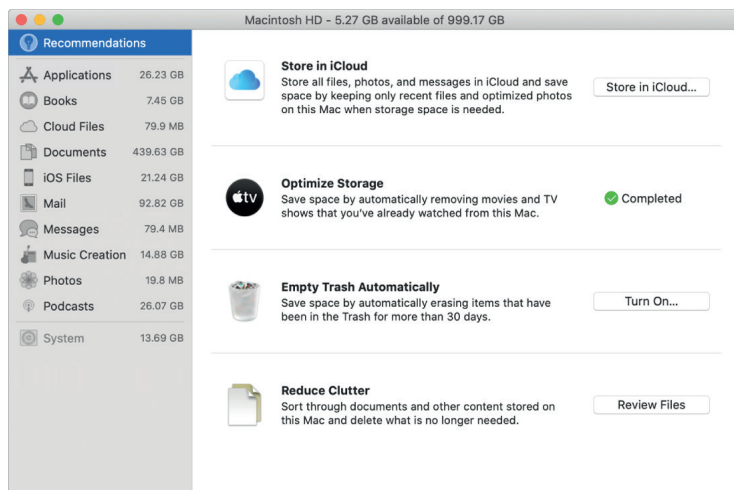 Macintosh HD - 5.27 GB available of 999.17 GB
Recommendations
Applications 26.23 GB
Books 7.45 GB
Cloud Files 79.9 MB
Documents 439.63 GB
iOS Files 21.24 GB
Mail 92.82 GB
Messages 79.4 MB
Music Creation 14.88 GB
Photos 19.8 MB
Podcasts 26.07 GB
System 13.69 GB
Store in iCloud
Store all files, photos, and messages in iCloud and save
space by keeping only recent files and optimized photos
on this Mac when storage space is needed.
Store in iCloud...
tv
Optimize Storage
Save space by automatically removing movies and TV
shows that you’ve already watched from this Mac.
Completed
Empty Trash Automatically
Save space by automatically erasing items that have
been in the Trash for more than 30 days.
Turn On...
Reduce Clutter
Sort through documents and other content stored on
this Mac and delete what is no longer needed.
Review Files